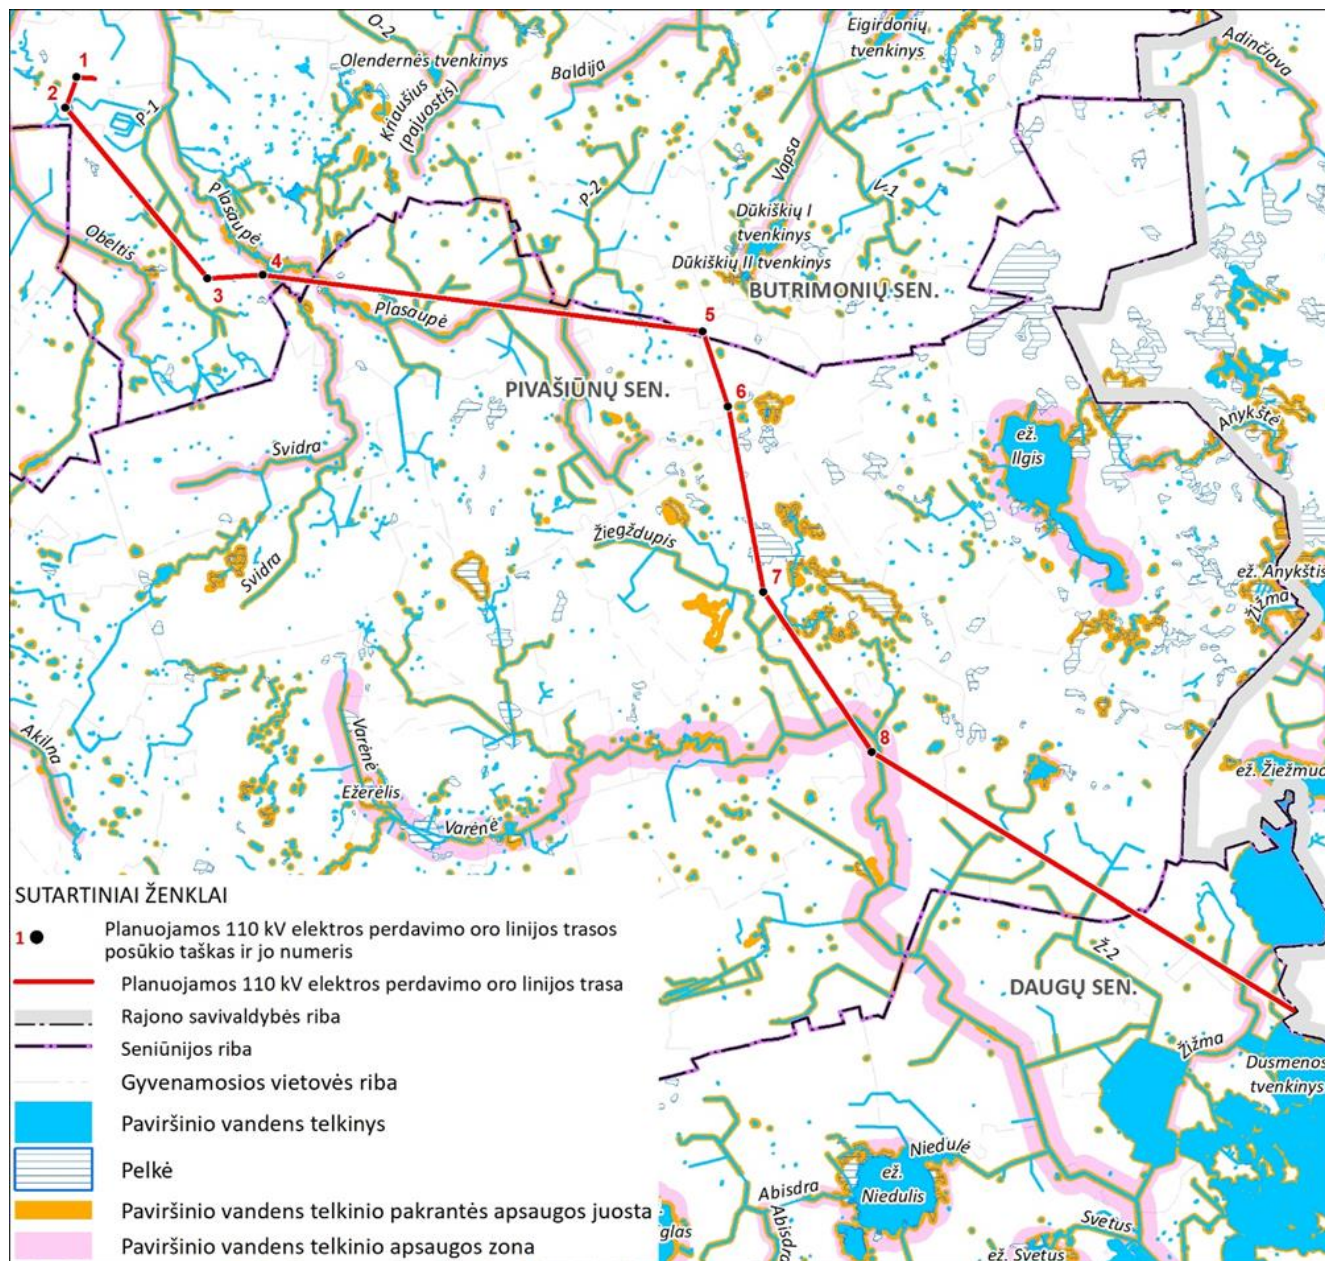 O-2
Olendernės tvenkinys
Kriaušius
(Pajuostis)
Baldija
Eigirdonių
tvenkinys
Adinčiava
1
2
P-1
Plasaupė
Obeltis
P-2
Vapsa
V-1
Dūkiškių I
tvenkinys
Dūkiškių II tvenkinys
BUTRIMONIŲ SEN.
3
4
Plasaupė
5
PIVAŠIŪNŲ SEN.
6
ež.
Ilgis
Anykštė
Svidra
Svidra
Žiegždupis
7
ež. Anykštis
Žižma
Akilna
Varėnė
Ežerėlis
Varėnė
8
ež. Žiežmuo
Ž-2
DAUGŲ SEN.
Žižma
Dusmenos
tvenkinys
Niedulė
ež.
Niedulis
Abisdra
Abisdra
glas
Svetus
ež. Svetus
SUTARTINIAI ŽENKLAI
1 Planuojamos 110 kV elektros perdavimo oro linijos trasos
posūkio taškas ir jo numeris
Planuojamos 110 kV elektros perdavimo oro linijos trasa
Rajono savivaldybės riba
Seniūnijos riba
Gyvenamosios vietovės riba
Paviršinio vandens telkinys
Pelkė
Paviršinio vandens telkinio pakrantės apsaugos juosta
Paviršinio vandens telkinio apsaugos zona